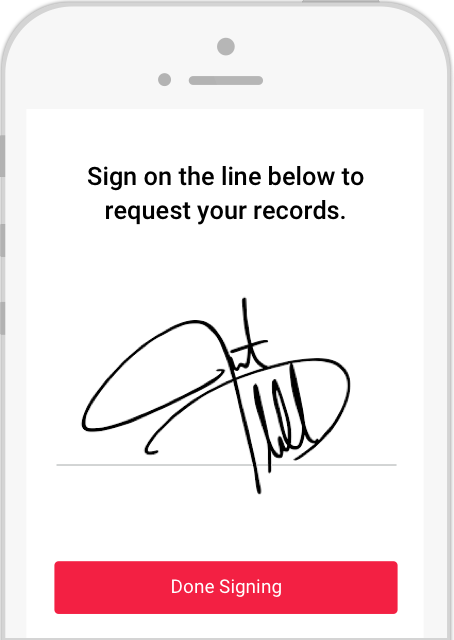 Sign on the line below to
request your records.
Done Signing